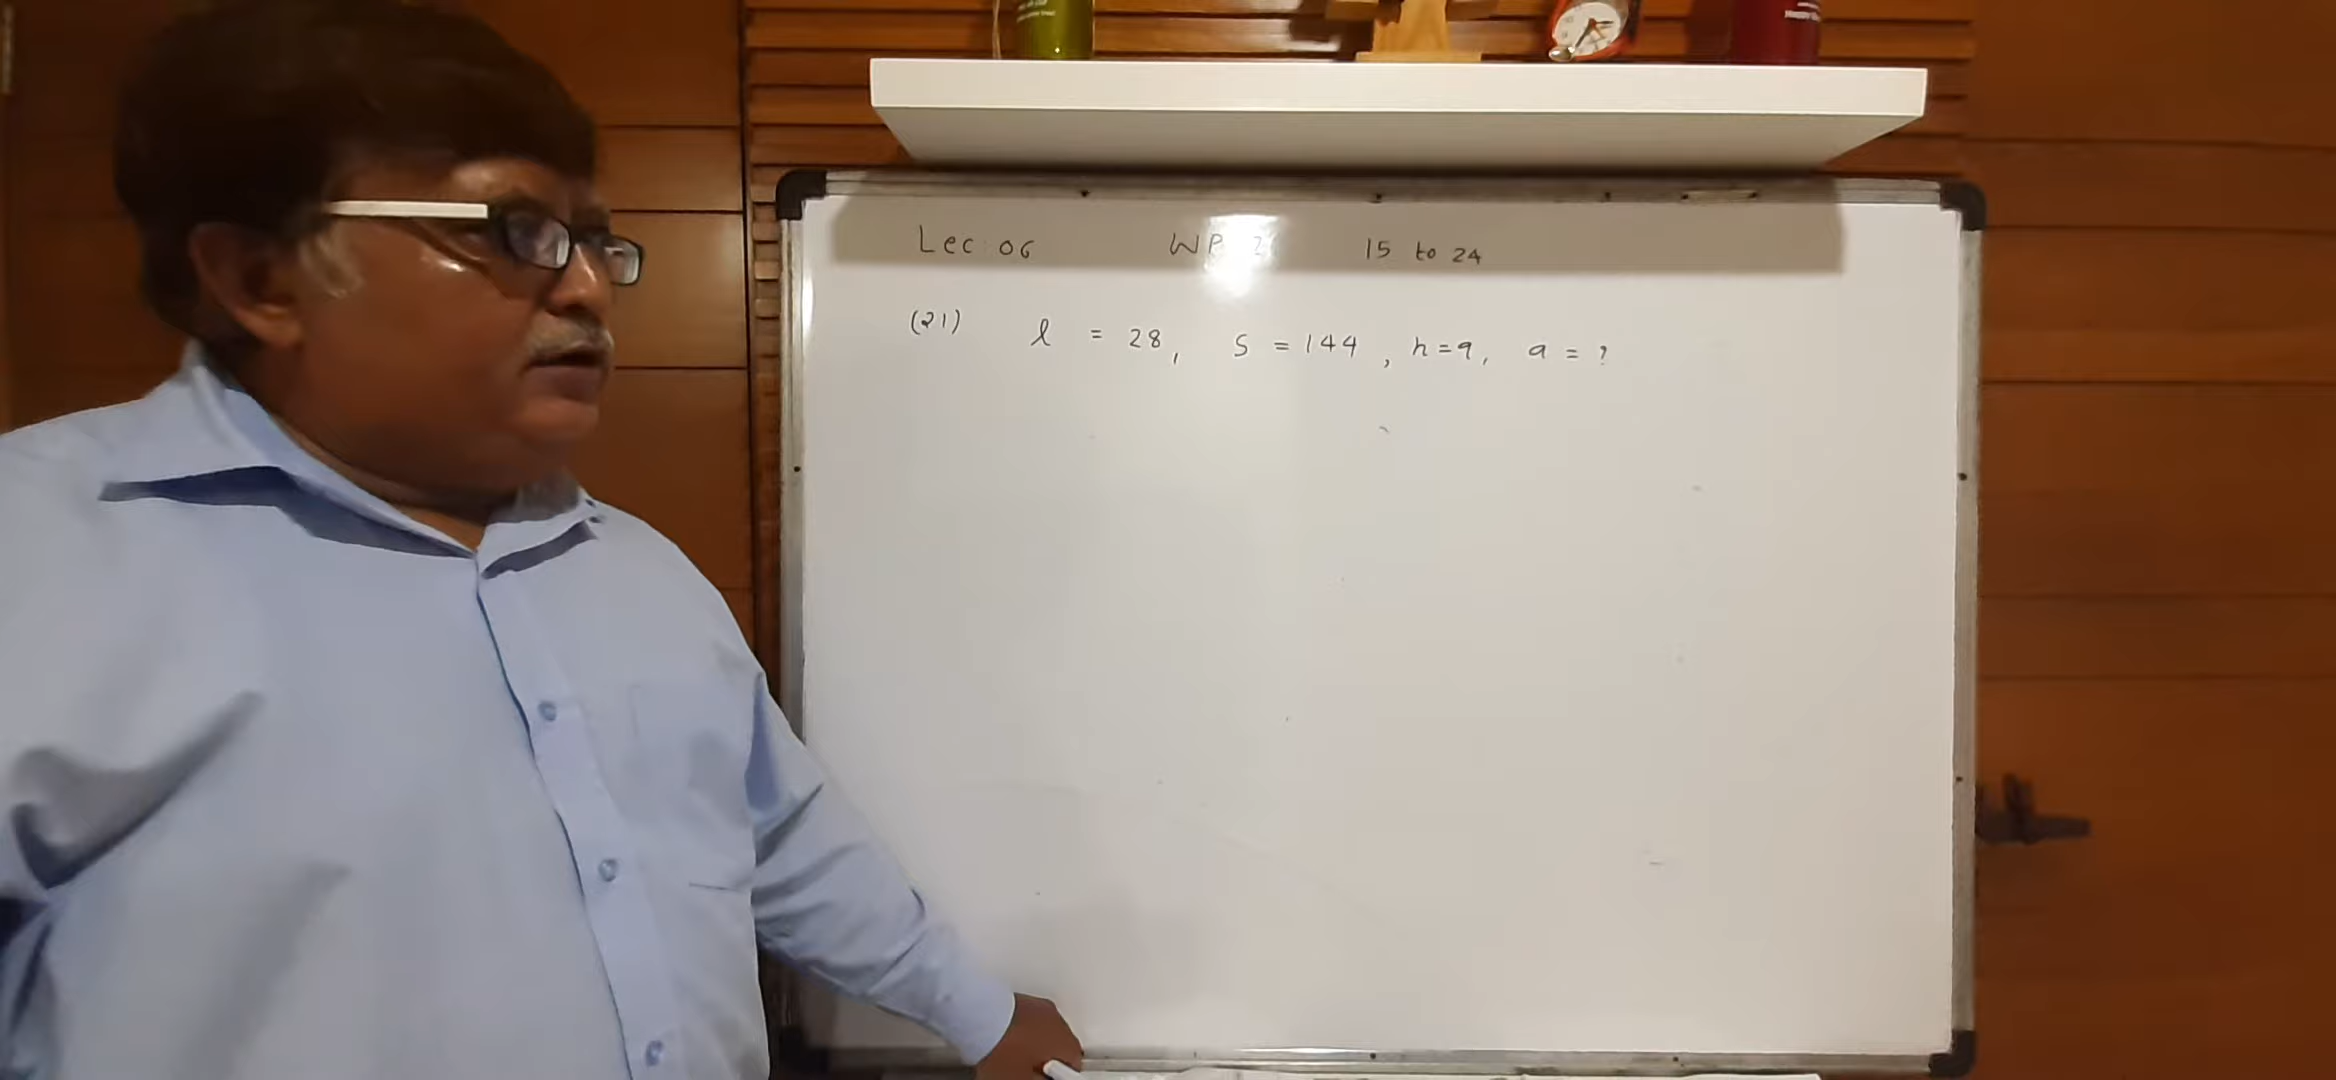 Lec 06 WP 15 to 24
(21) l = 28, S = 144, n=9, a = ?